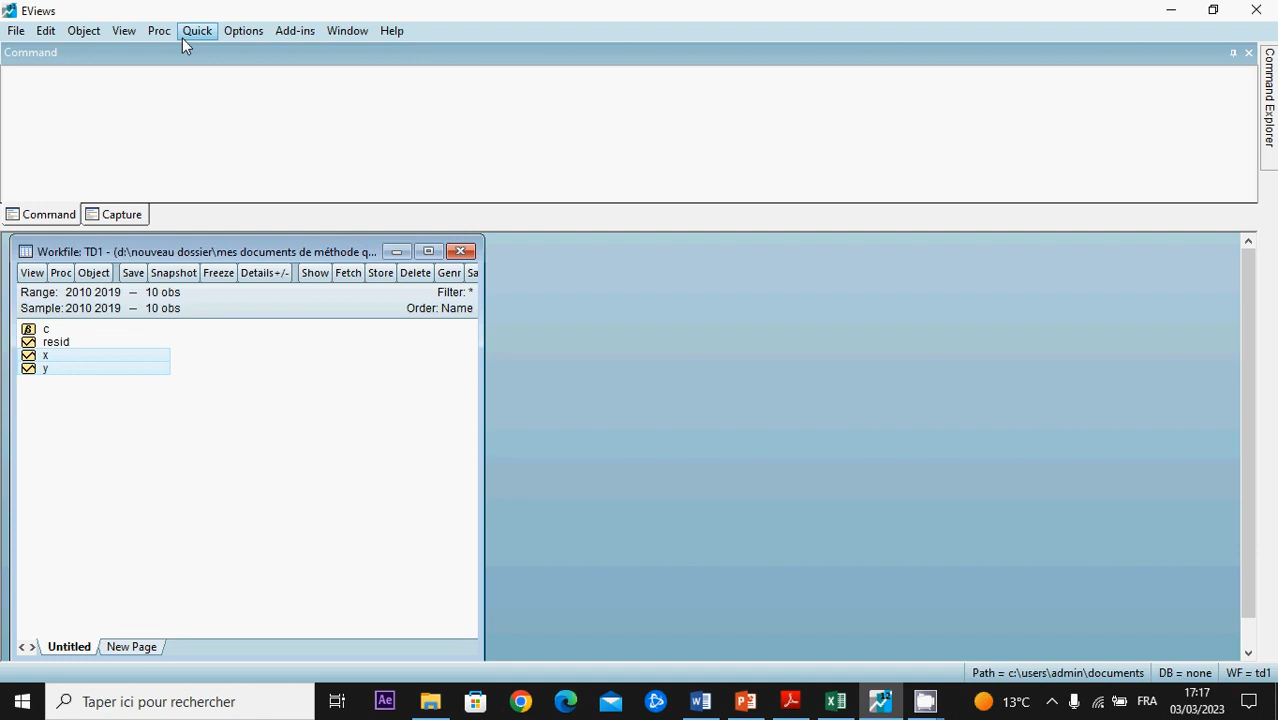 EViews
File Edit Object View Proc Quick Options Add-ins Window Help
Command
Command Explorer
Command Capture
Workfile: TD1 - (d:\nouveau dossier\mes documents de méthode q...
View Proc Object Save Snapshot Freeze Details+/- Show Fetch Store Delete Genr Sa
Range: 2010 2019 – 10 obs Filter: *
Sample: 2010 2019 – 10 obs Order: Name
β c
resid
x
y
< > Untitled New Page
Path = c:\users\admin\documents DB = none WF = td1
Taper ici pour rechercher Ae 12 13°C FRA 17:17
03/03/2023